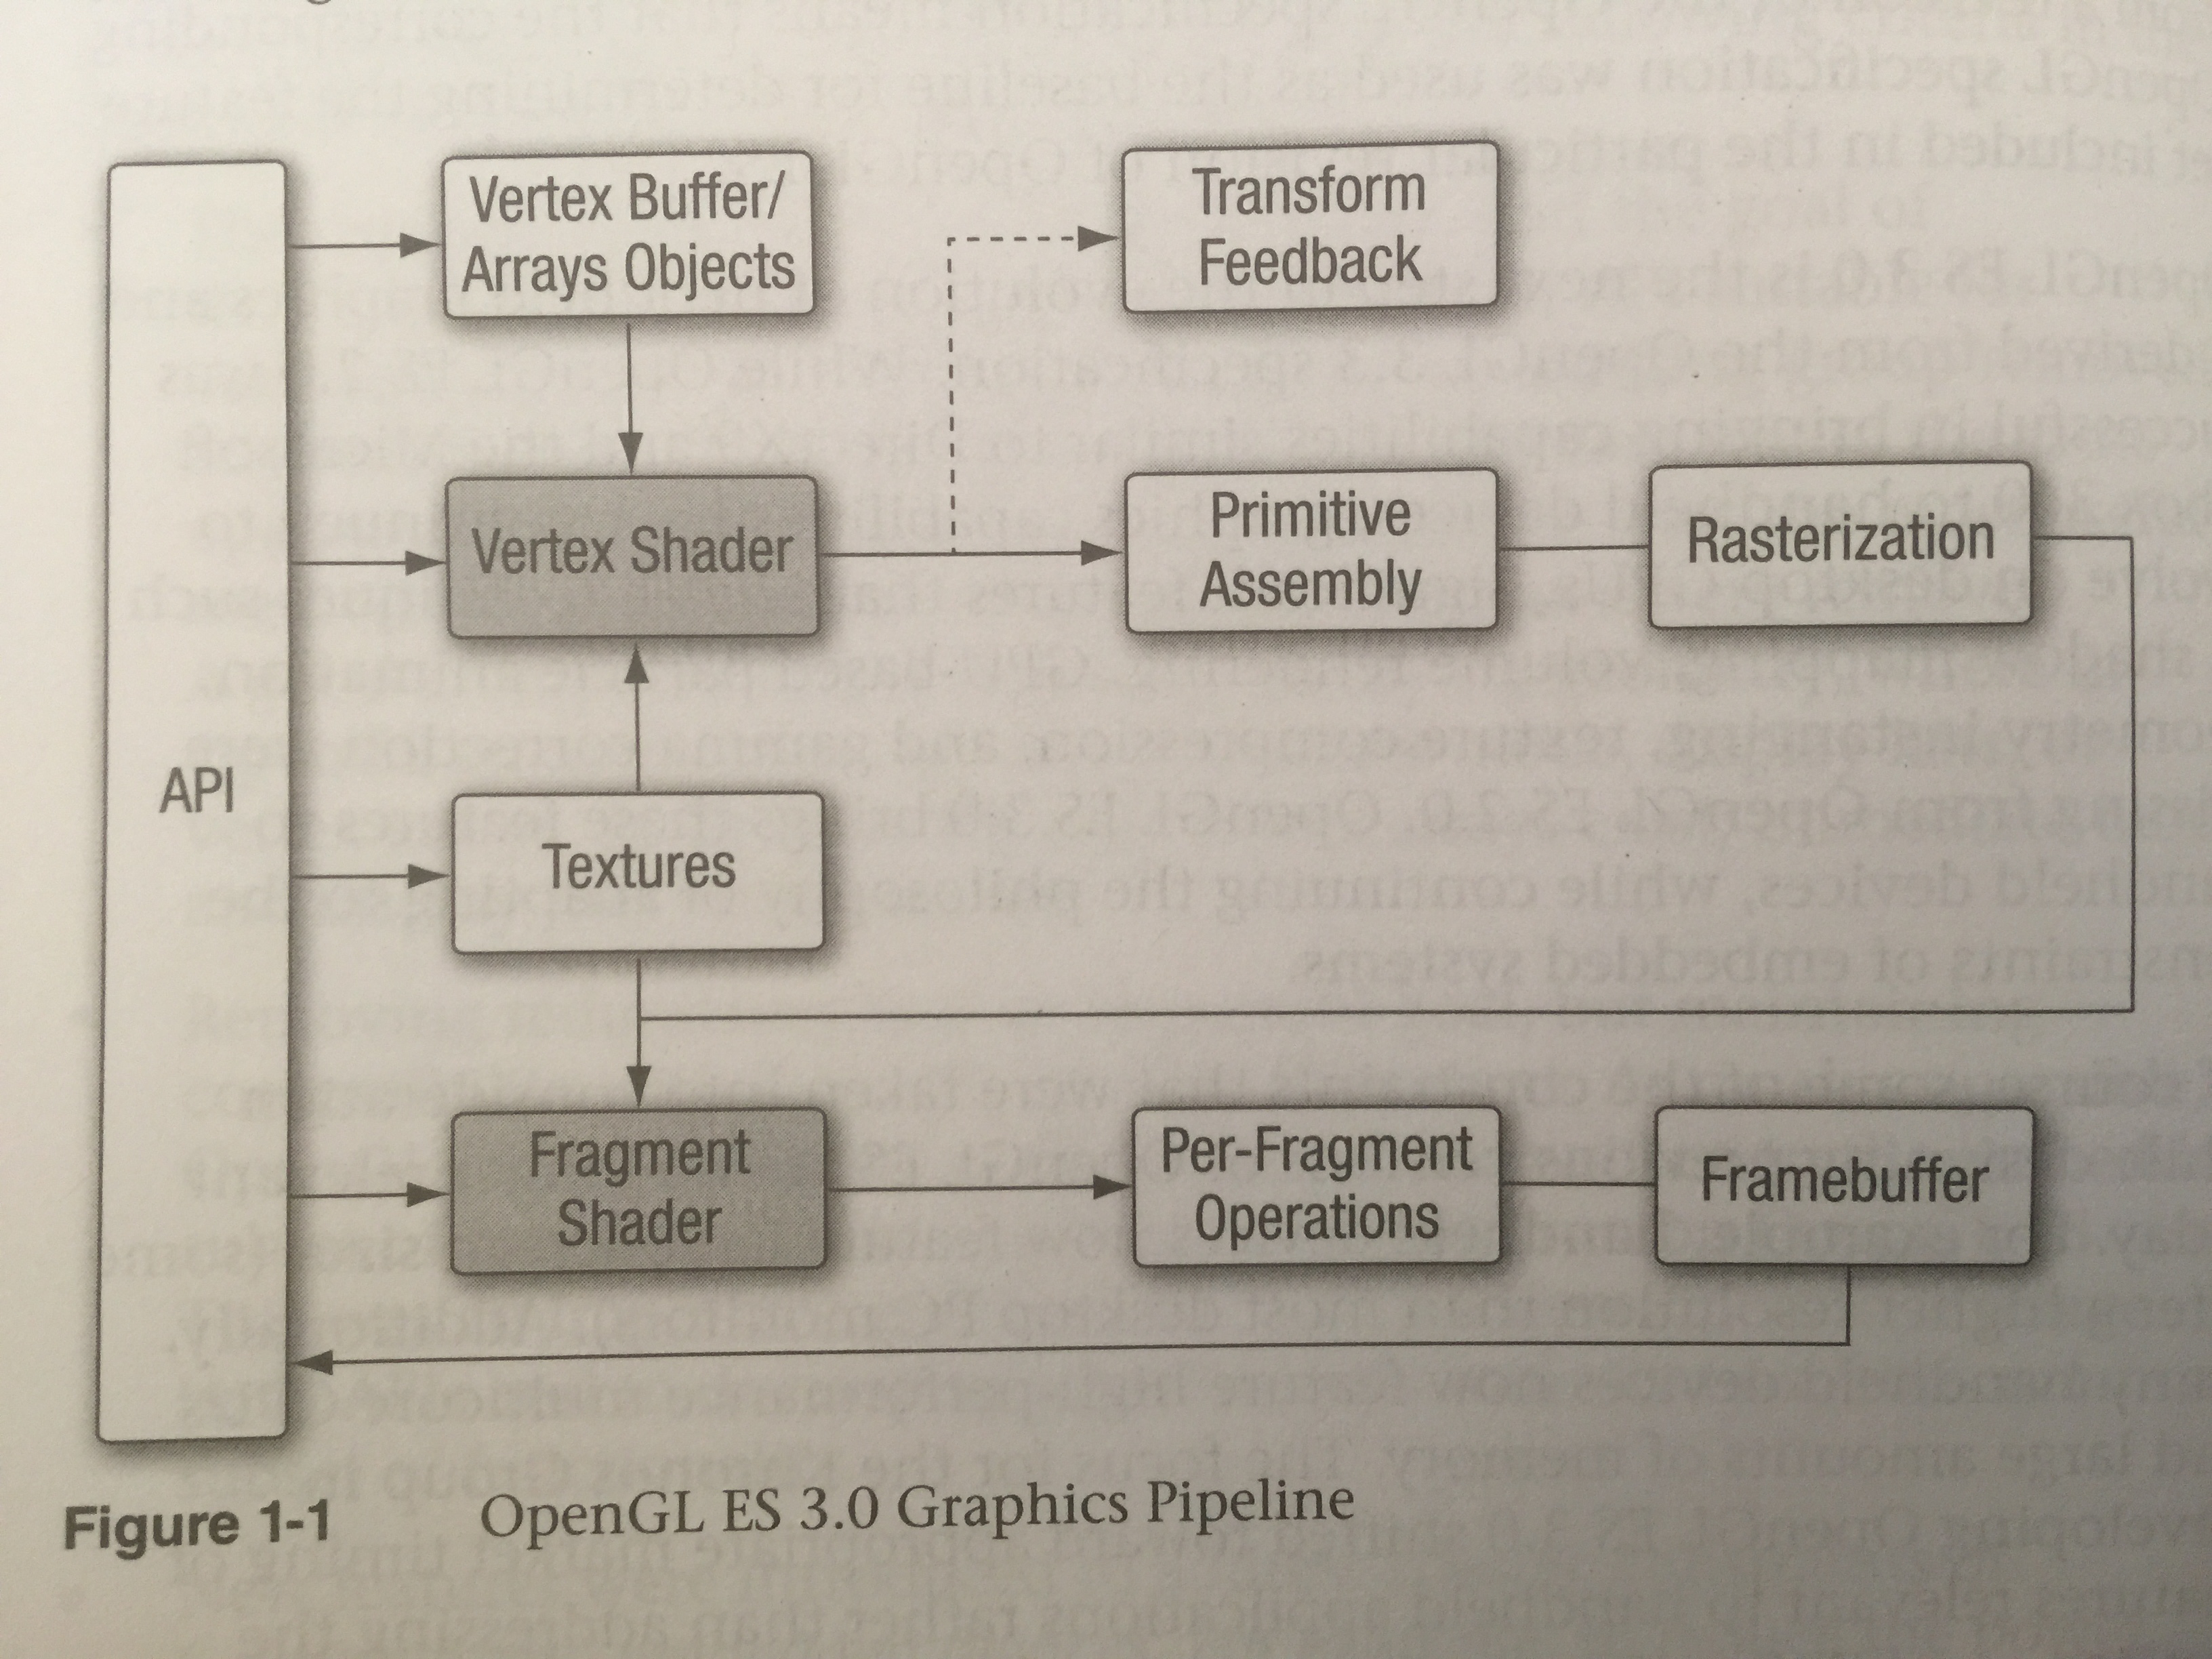 Vertex Buffer/
Arrays Objects
Transform
Feedback
Vertex Shader
Primitive
Assembly
Rasterization
API
Textures
Fragment
Shader
Per-Fragment
Operations
Framebuffer
Figure 1-1 OpenGL ES 3.0 Graphics Pipeline